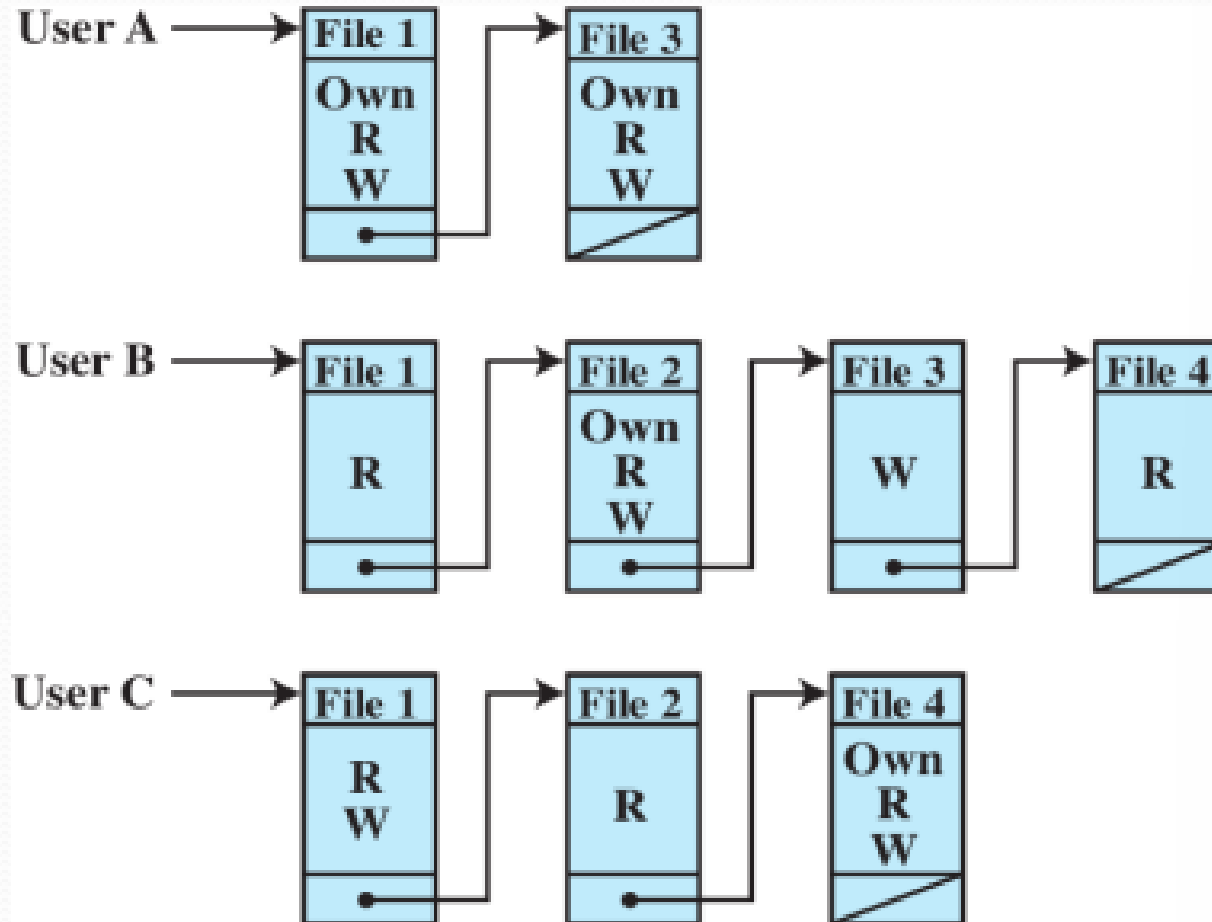 User A
File 1
Own
R
W
File 3
Own
R
W
User B
File 1
R
File 2
Own
R
W
File 3
W
File 4
R
User C
File 1
R
W
File 2
R
File 4
Own
R
W